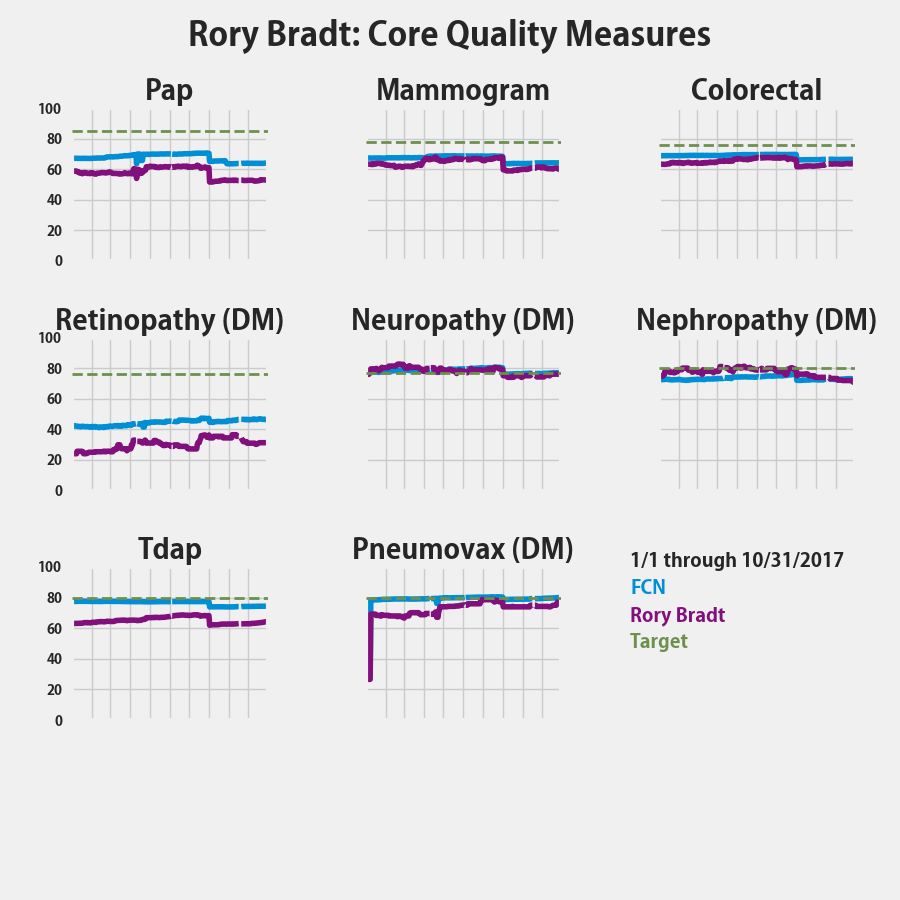 Rory Bradt: Core Quality Measures
Pap
Mammogram
Colorectal
100
80
60
40
20
0
Retinopathy (DM)
Neuropathy (DM)
Nephropathy (DM)
100
80
60
40
20
0
Tdap
Pneumovax (DM)
100
80
60
40
20
0
1/1 through 10/31/2017
FCN
Rory Bradt
Target